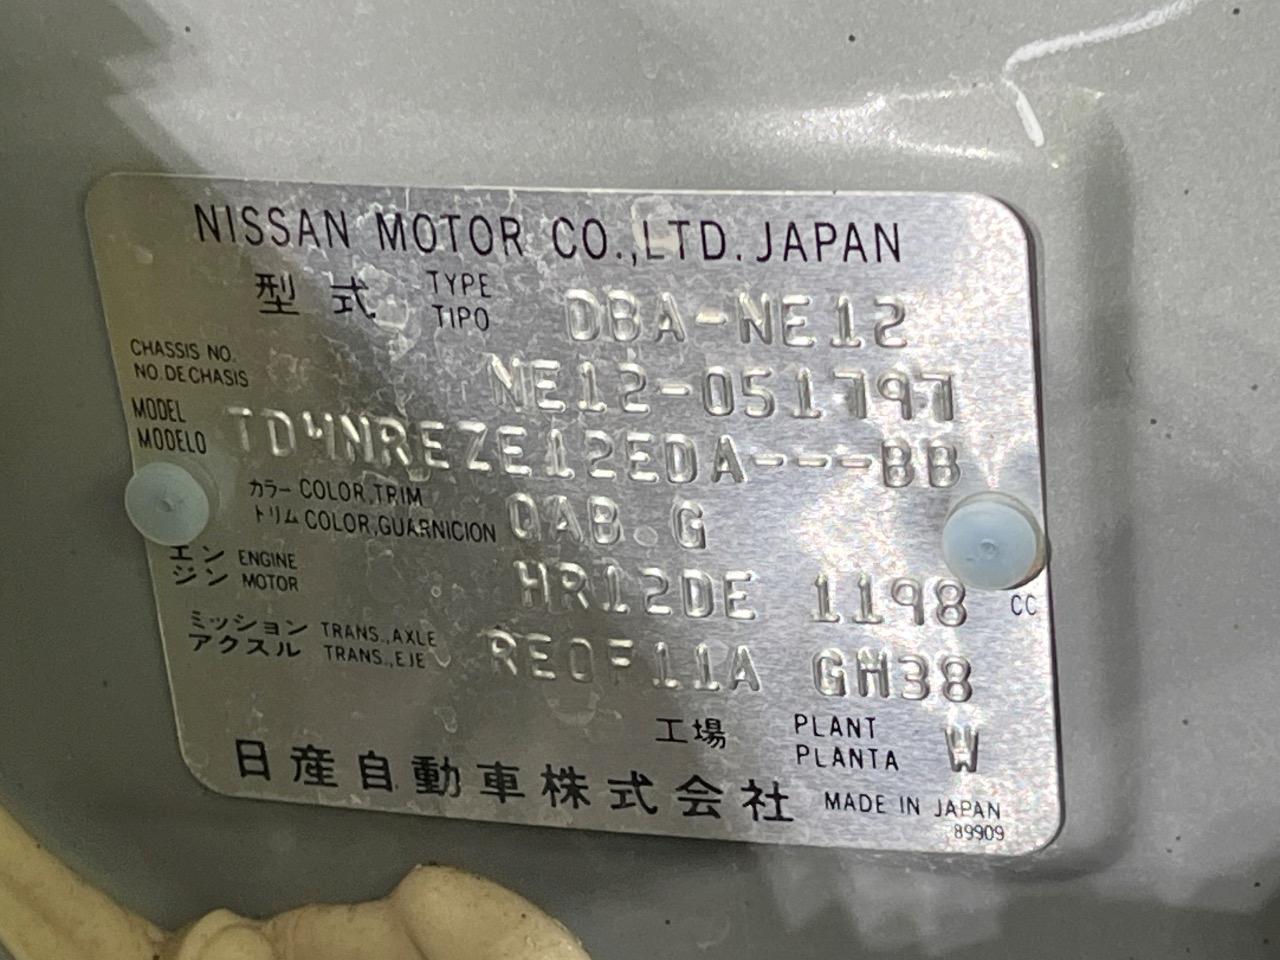 NISSAN MOTOR CO.,LTD. JAPAN
型式 TYPE TIPO DBA-NE12
CHASSIS NO. NO. DE CHASIS NE12-051797
MODEL MODELO TD4NREZE12EDA---BB
カラー COLOR,TRIM
トリム COLOR,GUARNICION QAB.G
エンジン ENGINE MOTOR HR12DE 1198 CC
ミッション TRANS.,AXLE
アクスル TRANS.,EJE RE0F11A GH38
工場 PLANT PLANTA W
日産自動車株式会社 MADE IN JAPAN
89909